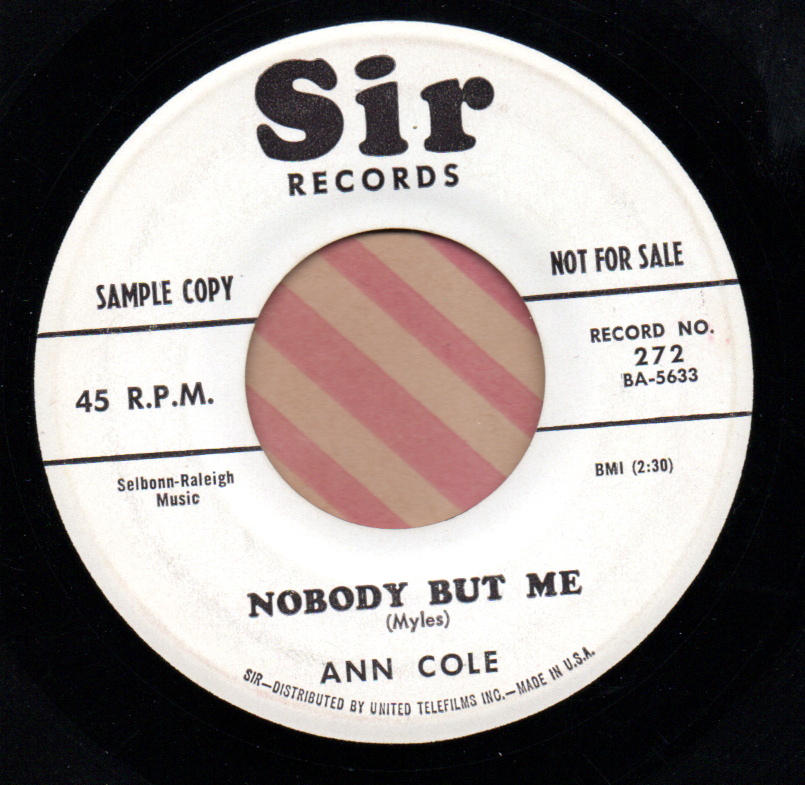 Sir
RECORDS
SAMPLE COPY
NOT FOR SALE
45 R.P.M.
RECORD NO.
272
BA-5633
Selbonn-Raleigh
Music
BMI (2:30)
NOBODY BUT ME
(Myles)
ANN COLE
SIR—DISTRIBUTED BY UNITED TELEFILMS INC.—MADE IN U.S.A.